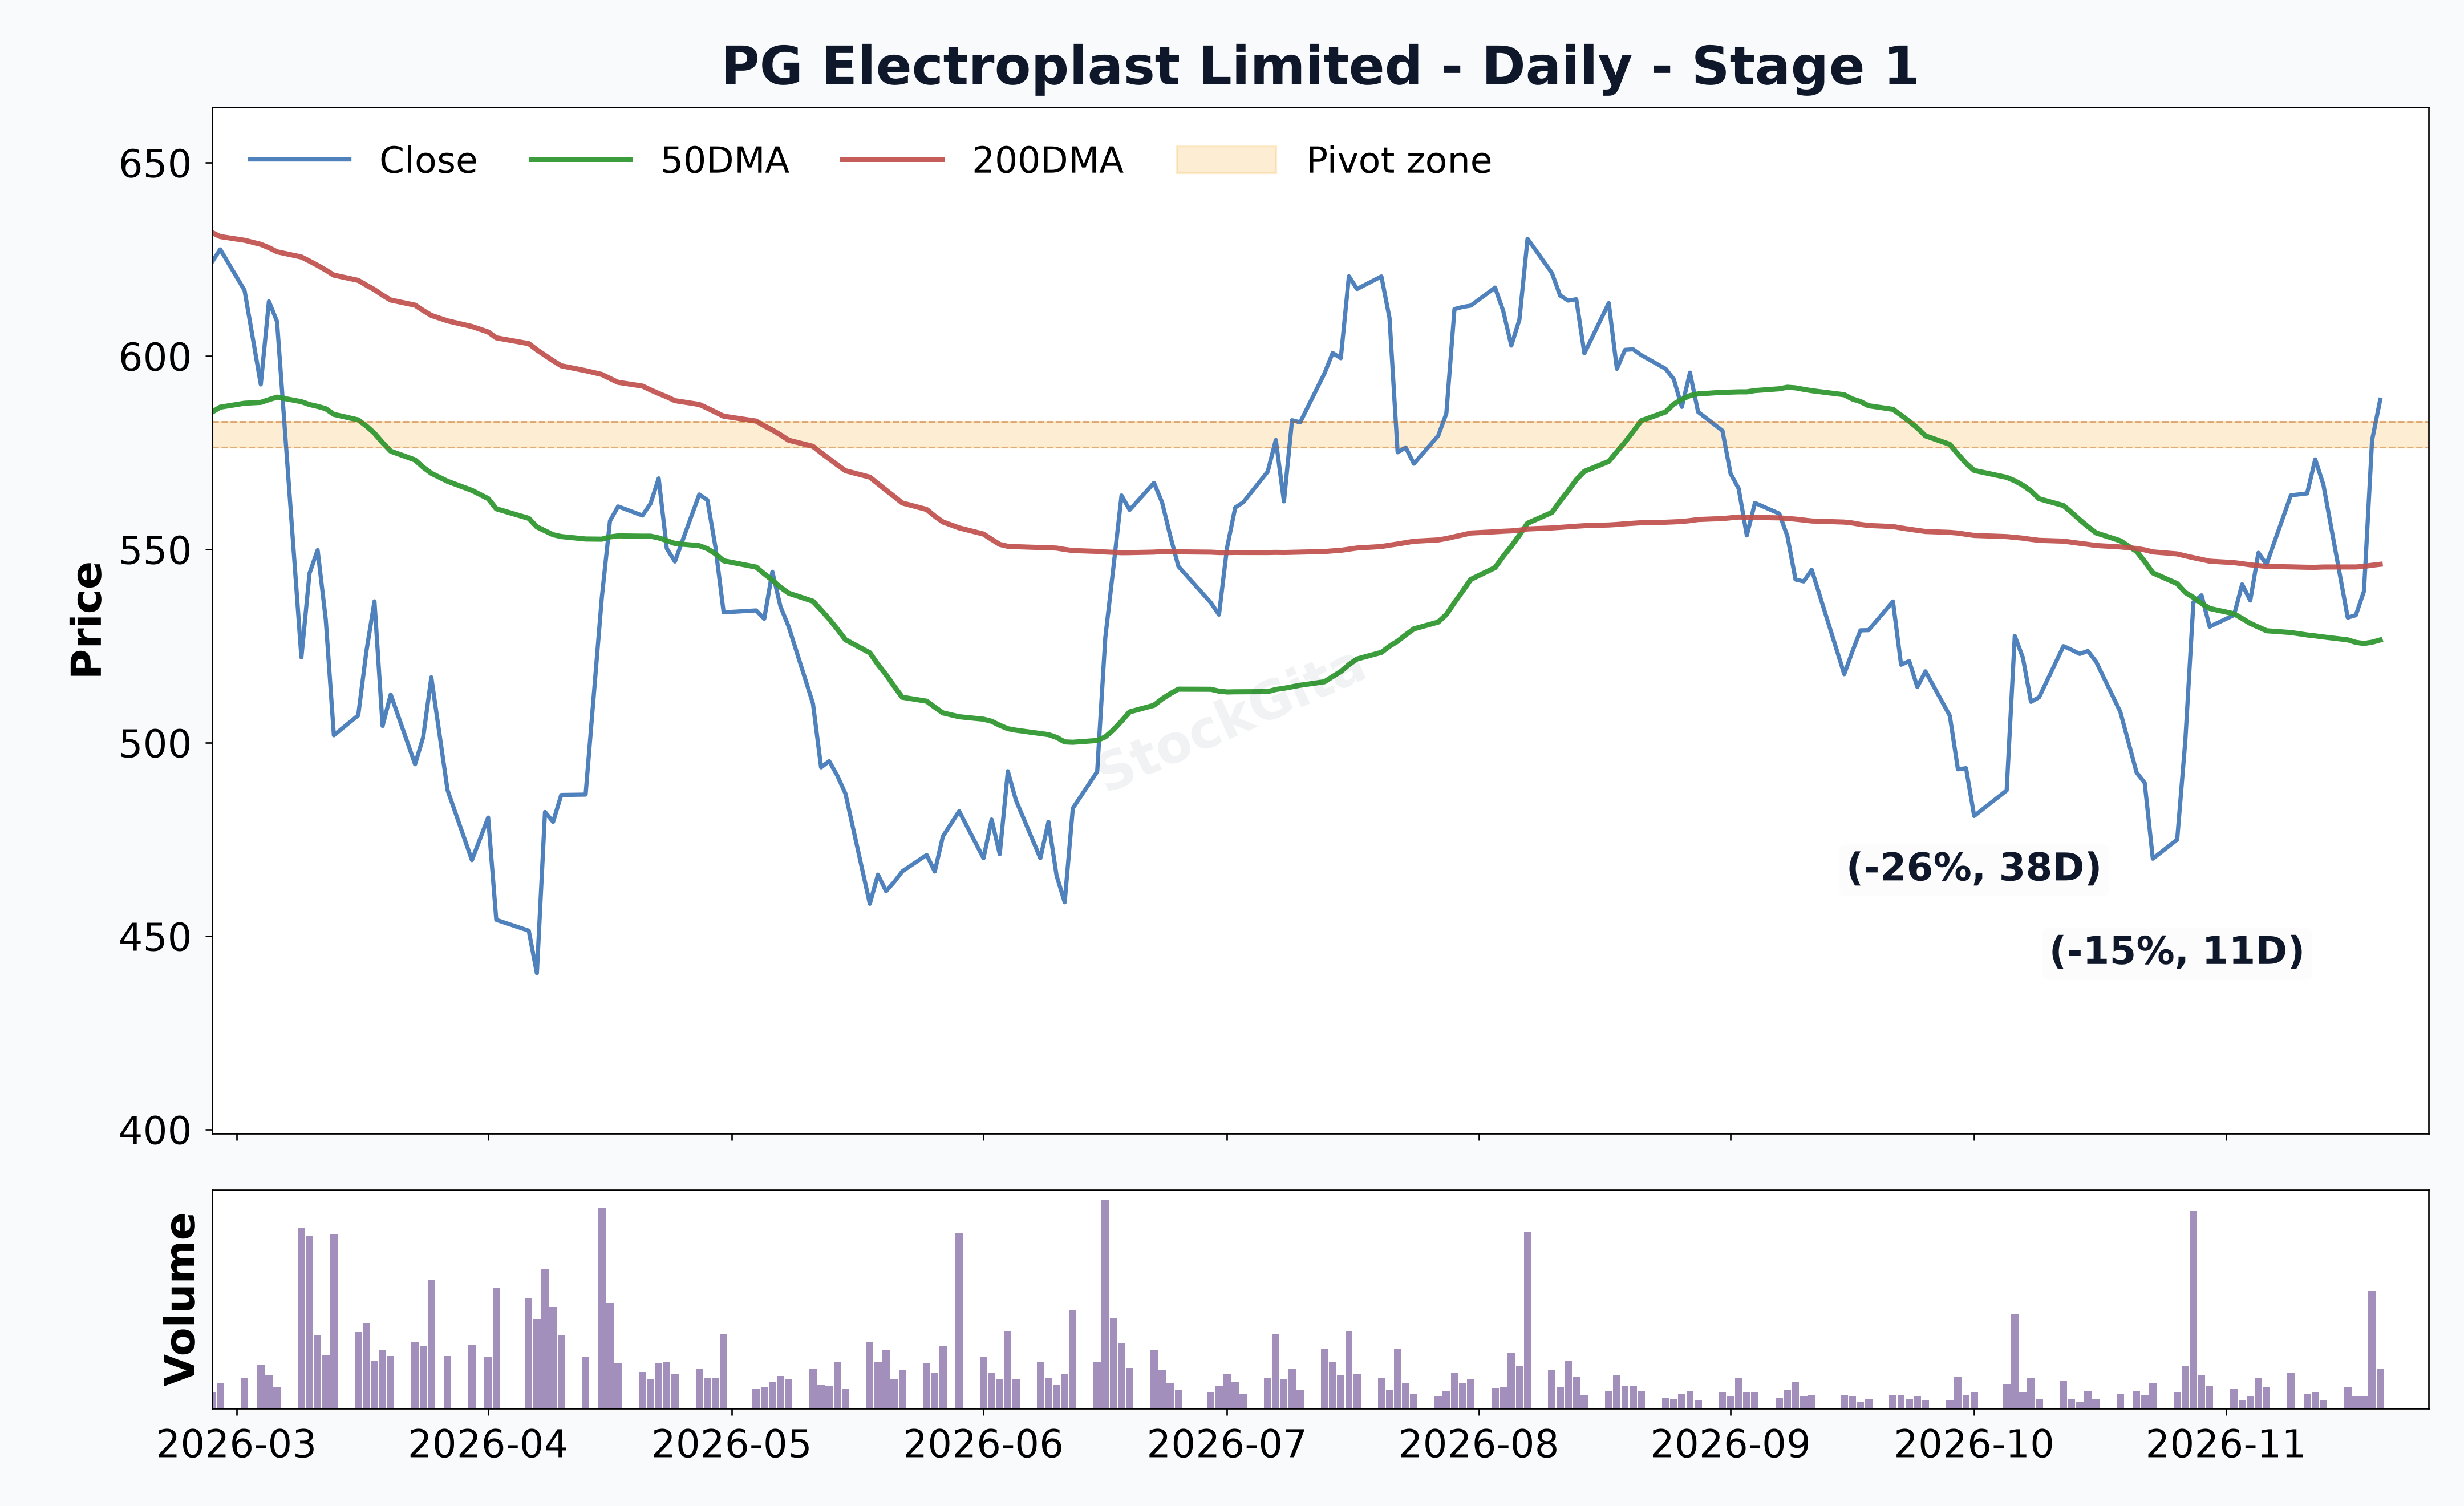 PG Electroplast Limited - Daily - Stage 1
Close 50DMA 200DMA Pivot zone
650
600
550
500
450
400
Price
StockGita
(-26%, 38D)
(-15%, 11D)
Volume
2026-03 2026-04 2026-05 2026-06 2026-07 2026-08 2026-09 2026-10 2026-11